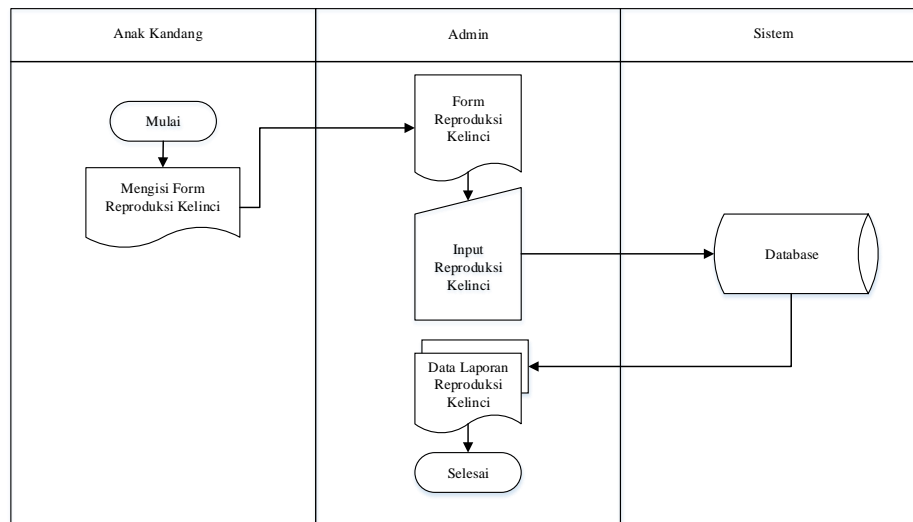 Anak Kandang
Admin
Sistem
Mulai
Mengisi Form
Reproduksi Kelinci
Form
Reproduksi
Kelinci
Input
Reproduksi
Kelinci
Database
Data Laporan
Reproduksi
Kelinci
Selesai